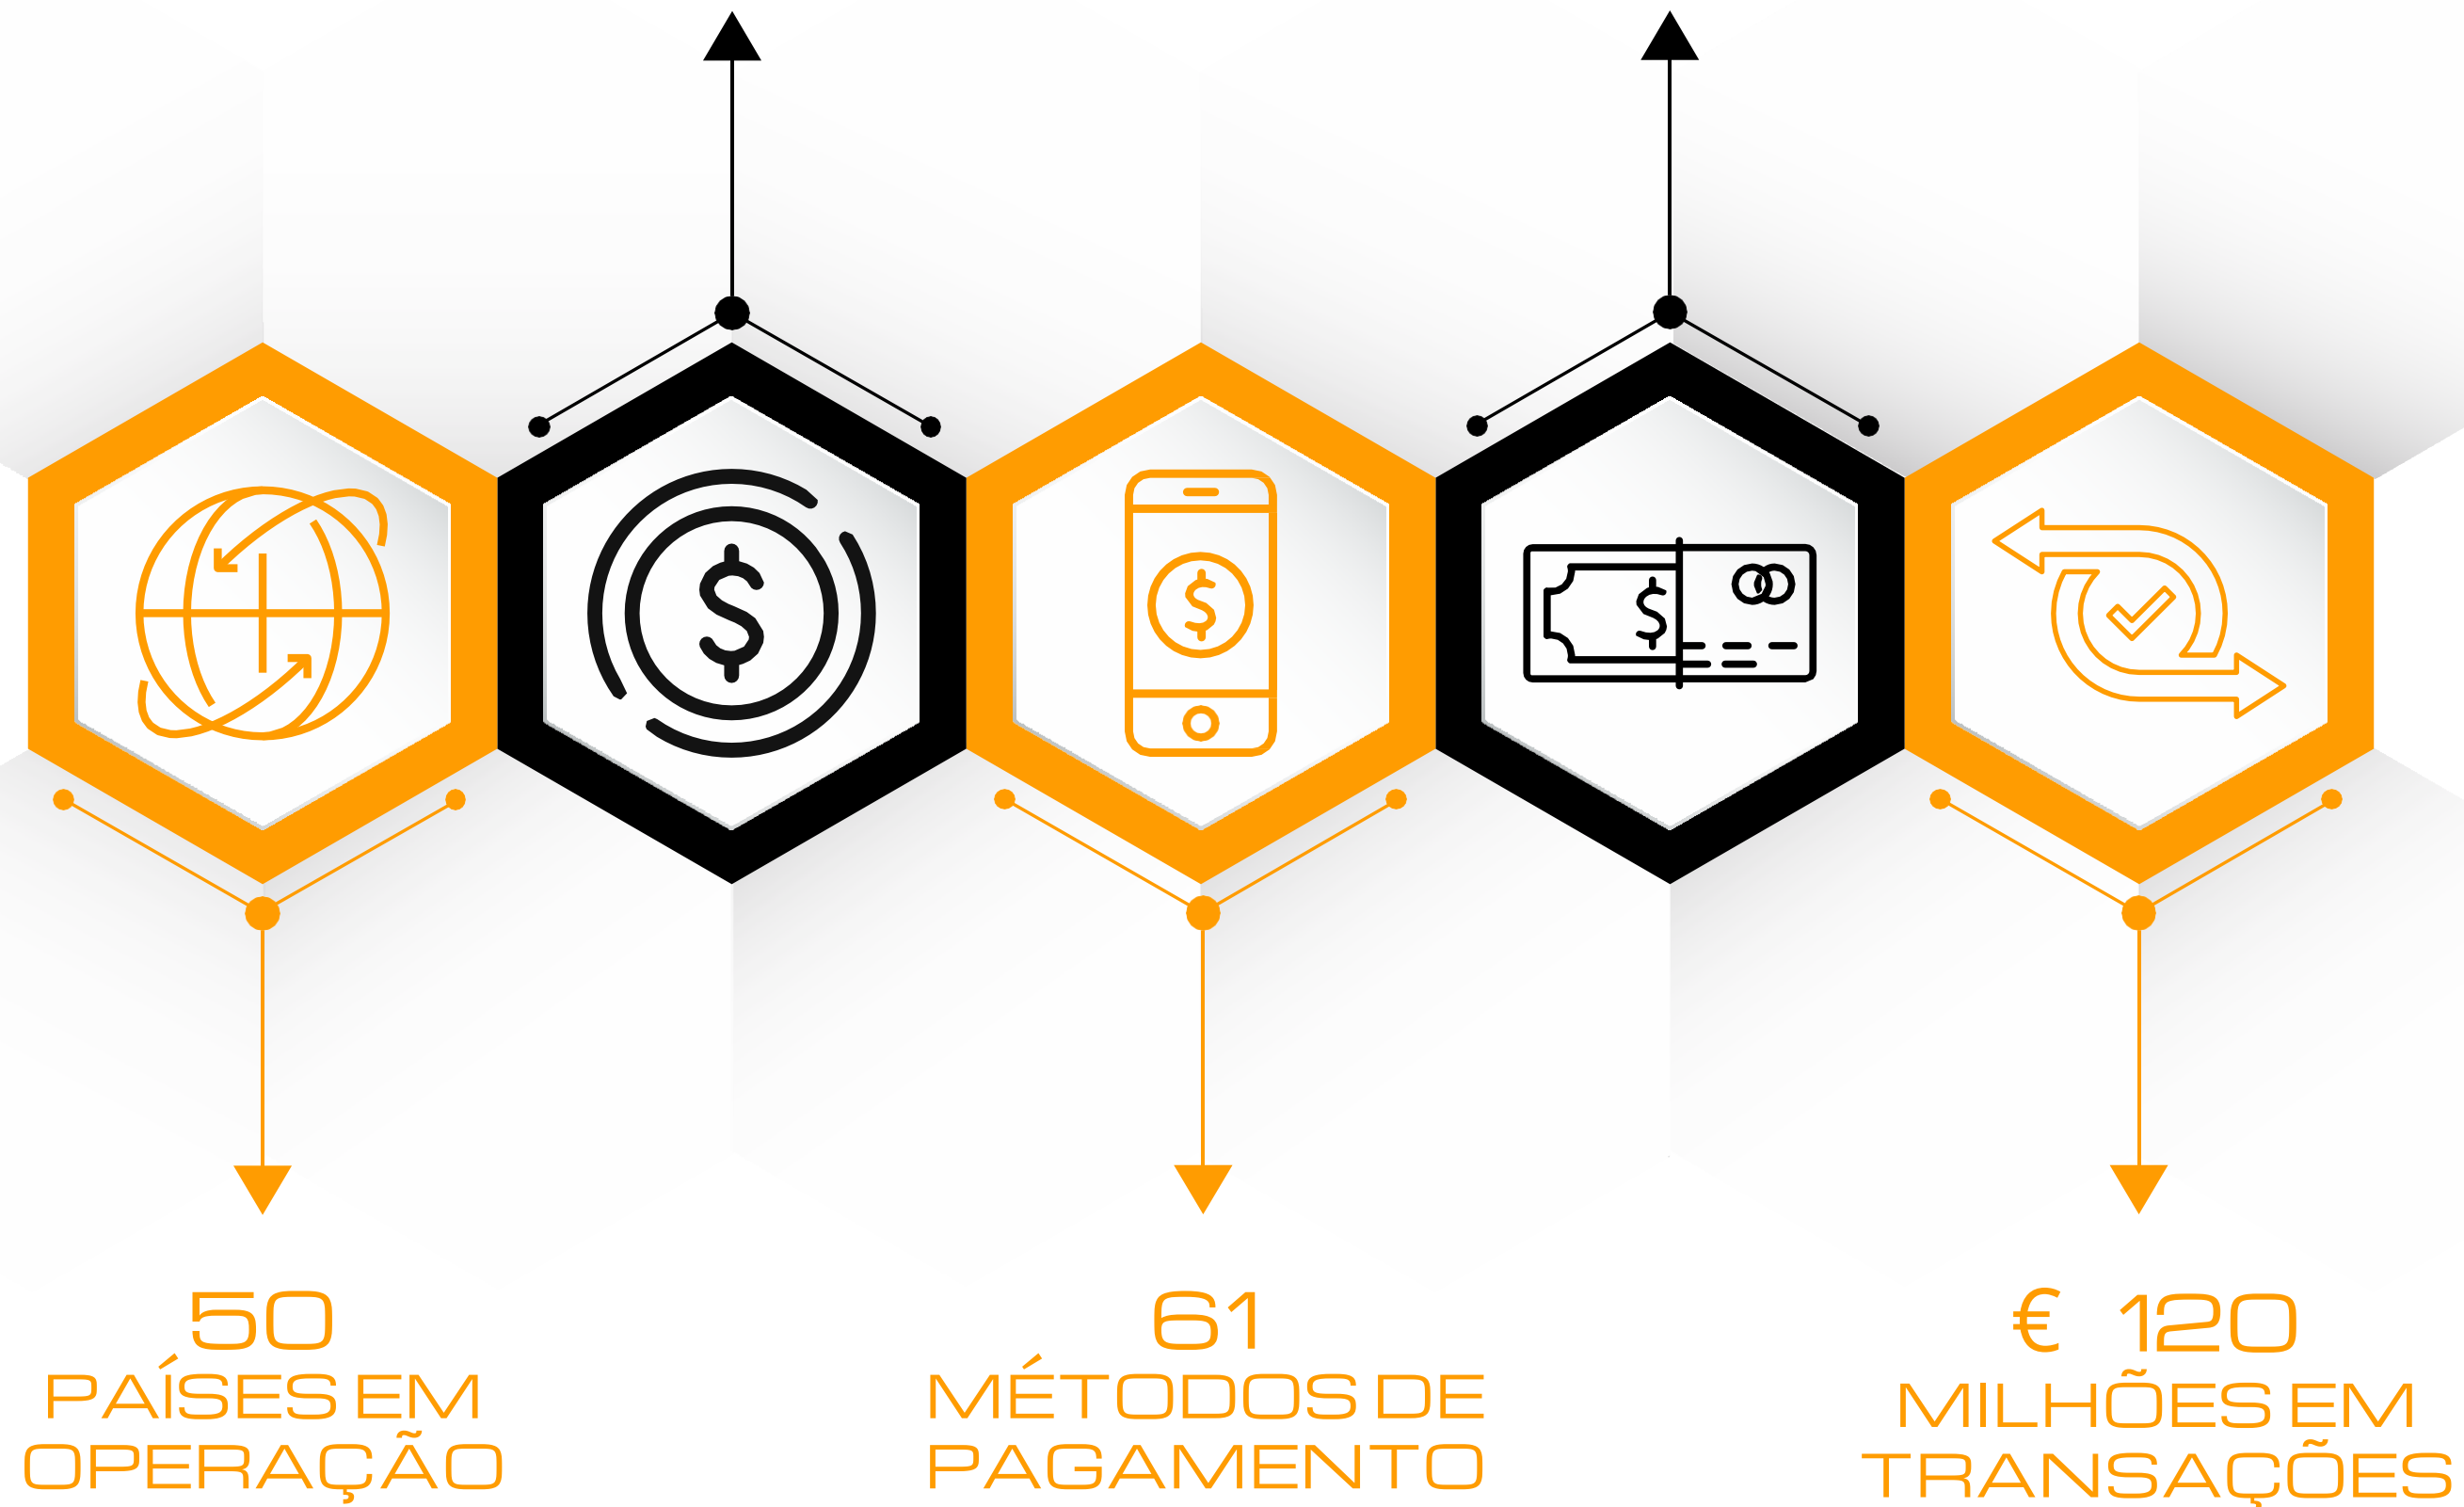 50
PAÍSES EM
OPERAÇÃO
61
MÉTODOS DE
PAGAMENTO
€ 120
MILHÕES EM
TRANSAÇÕES